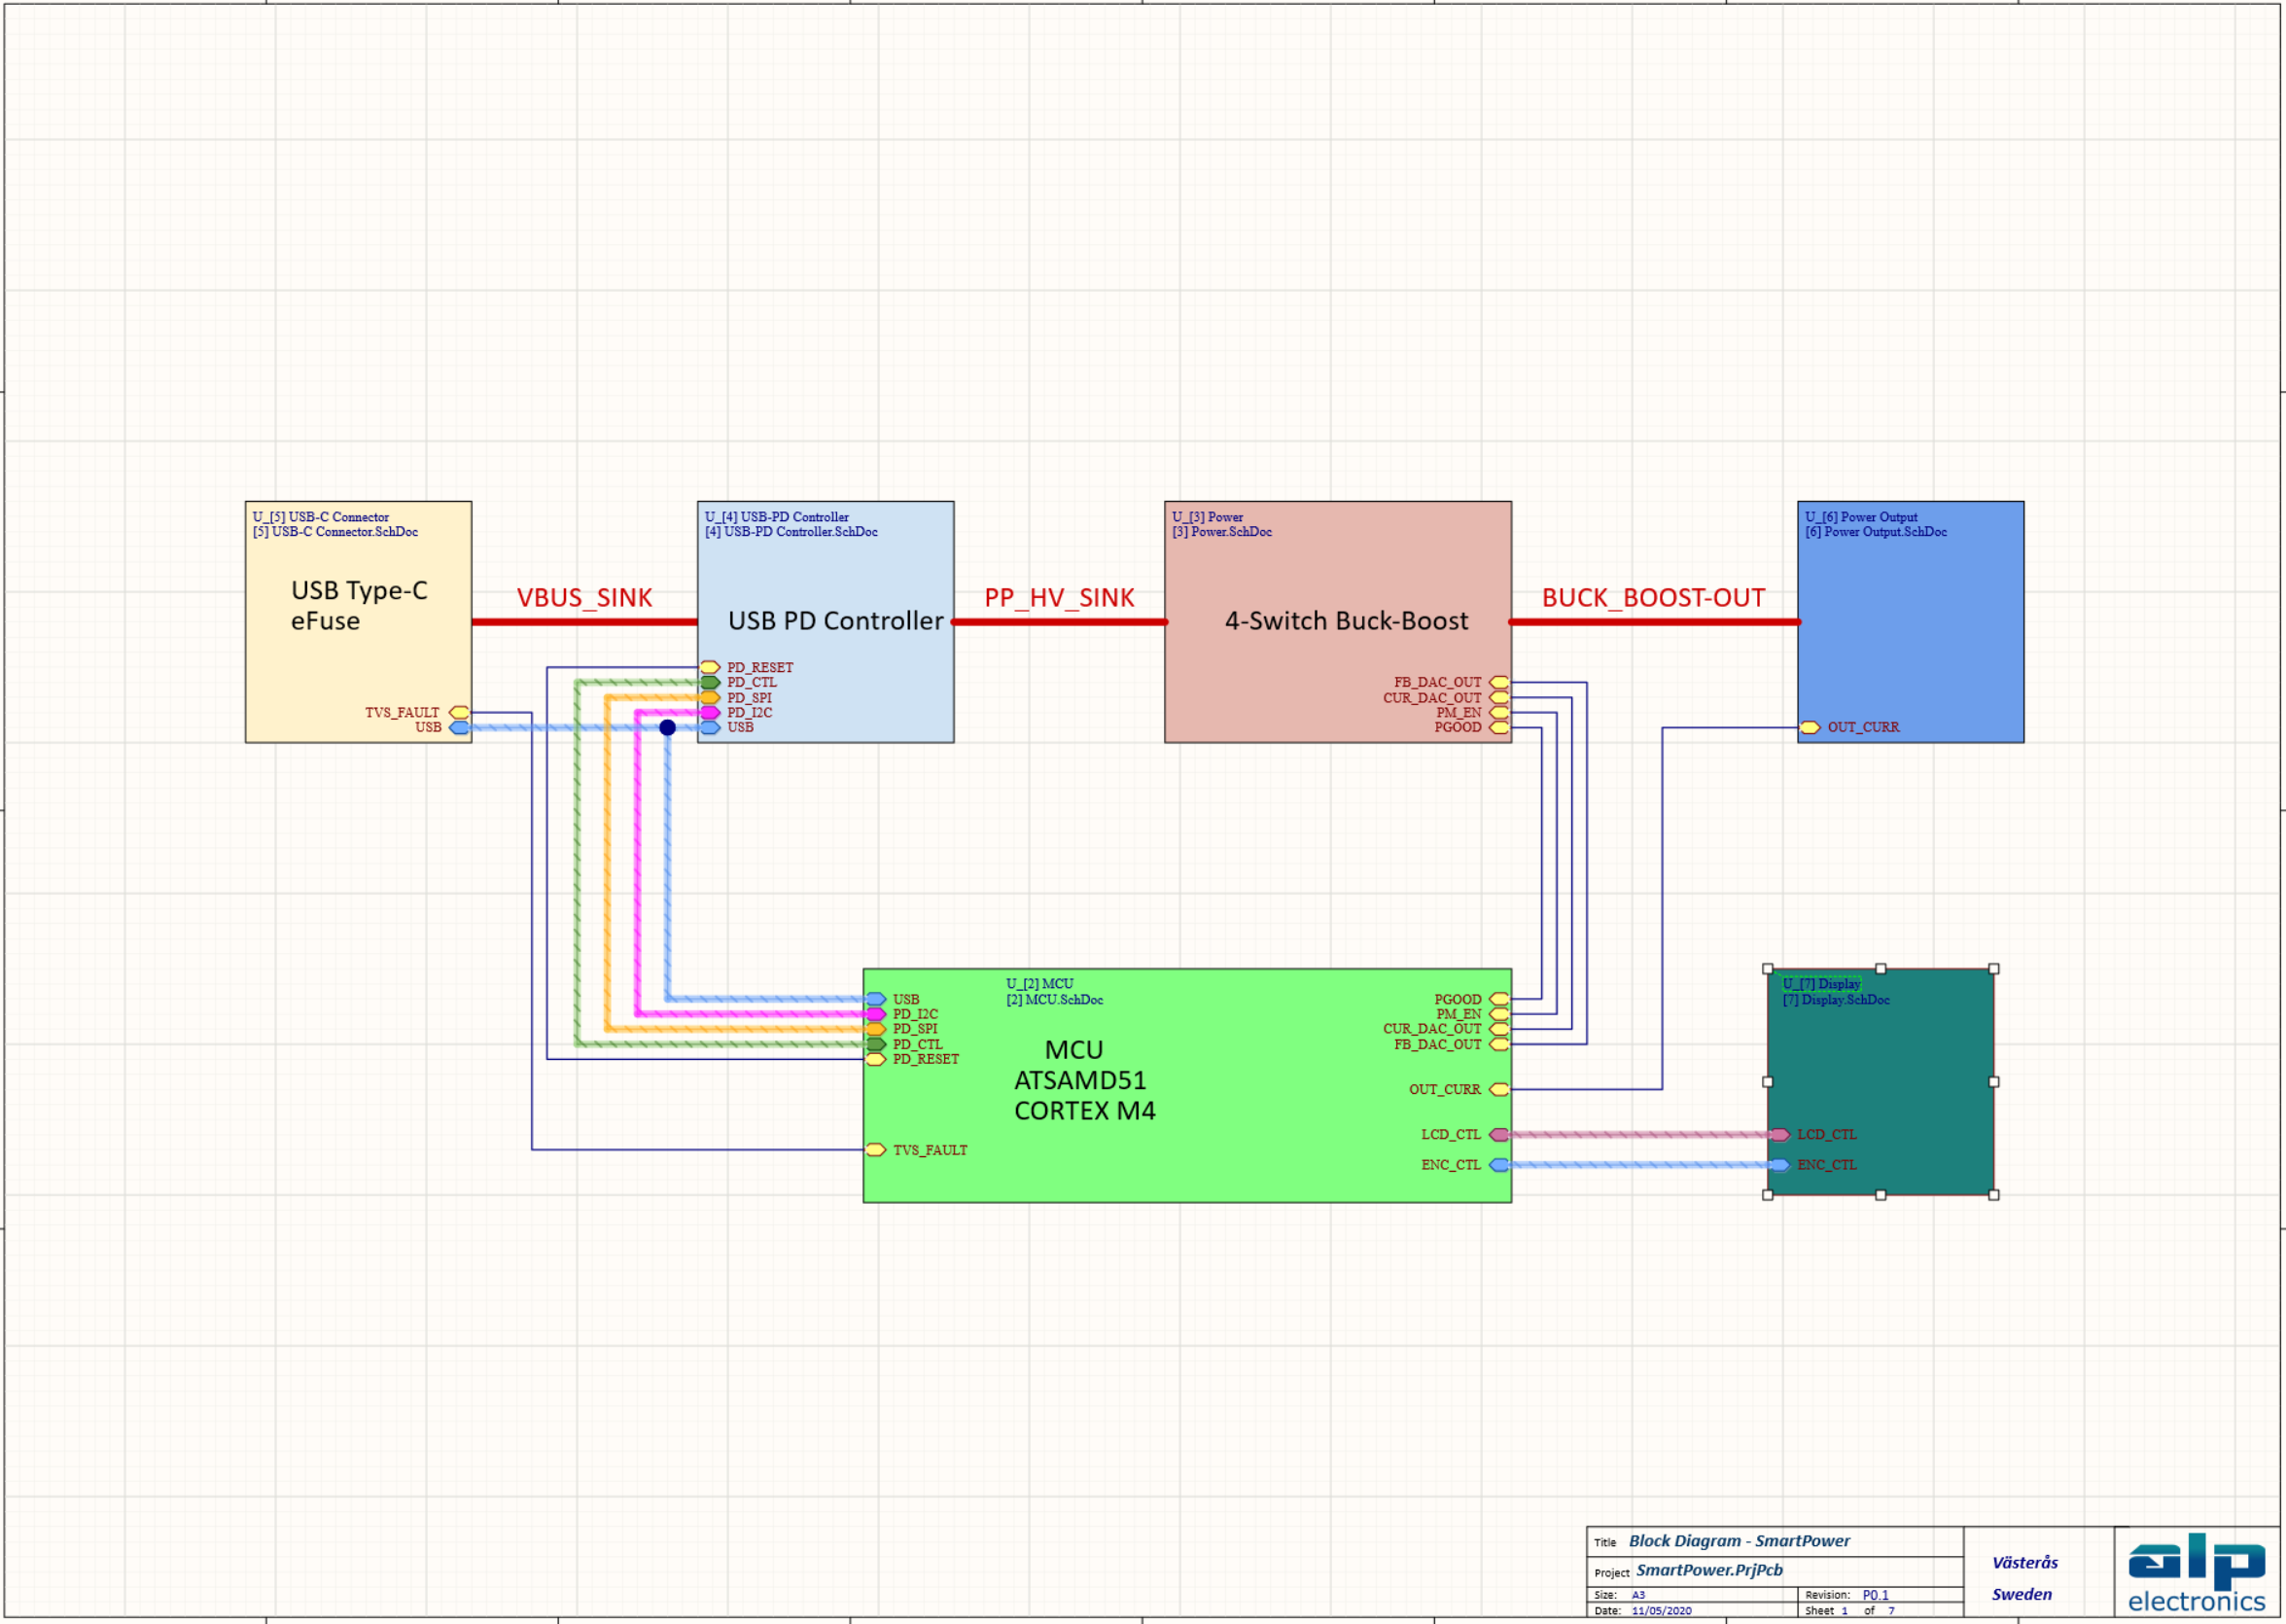 U_[5] USB-C Connector
[5] USB-C Connector.SchDoc
USB Type-C
eFuse
TVS_FAULT
USB
VBUS_SINK
U_[4] USB-PD Controller
[4] USB-PD Controller.SchDoc
USB PD Controller
PD_RESET
PD_CTL
PD_SPI
PD_I2C
USB
PP_HV_SINK
U_[3] Power
[3] Power.SchDoc
4-Switch Buck-Boost
FB_DAC_OUT
CUR_DAC_OUT
PM_EN
PGOOD
BUCK_BOOST-OUT
U_[6] Power Output
[6] Power Output.SchDoc
OUT_CURR
U_[2] MCU
[2] MCU.SchDoc
USB
PD_I2C
PD_SPI
PD_CTL
PD_RESET
TVS_FAULT
MCU
ATSAMD51
CORTEX M4
PGOOD
PM_EN
CUR_DAC_OUT
FB_DAC_OUT
OUT_CURR
LCD_CTL
ENC_CTL
U_[7] Display
[7] Display.SchDoc
LCD_CTL
ENC_CTL
Title Block Diagram - SmartPower
Project SmartPower.PrjPcb
Size: A3
Revision: P0.1
Date: 11/05/2020
Sheet 1 of 7
Västerås
Sweden
alp
electronics